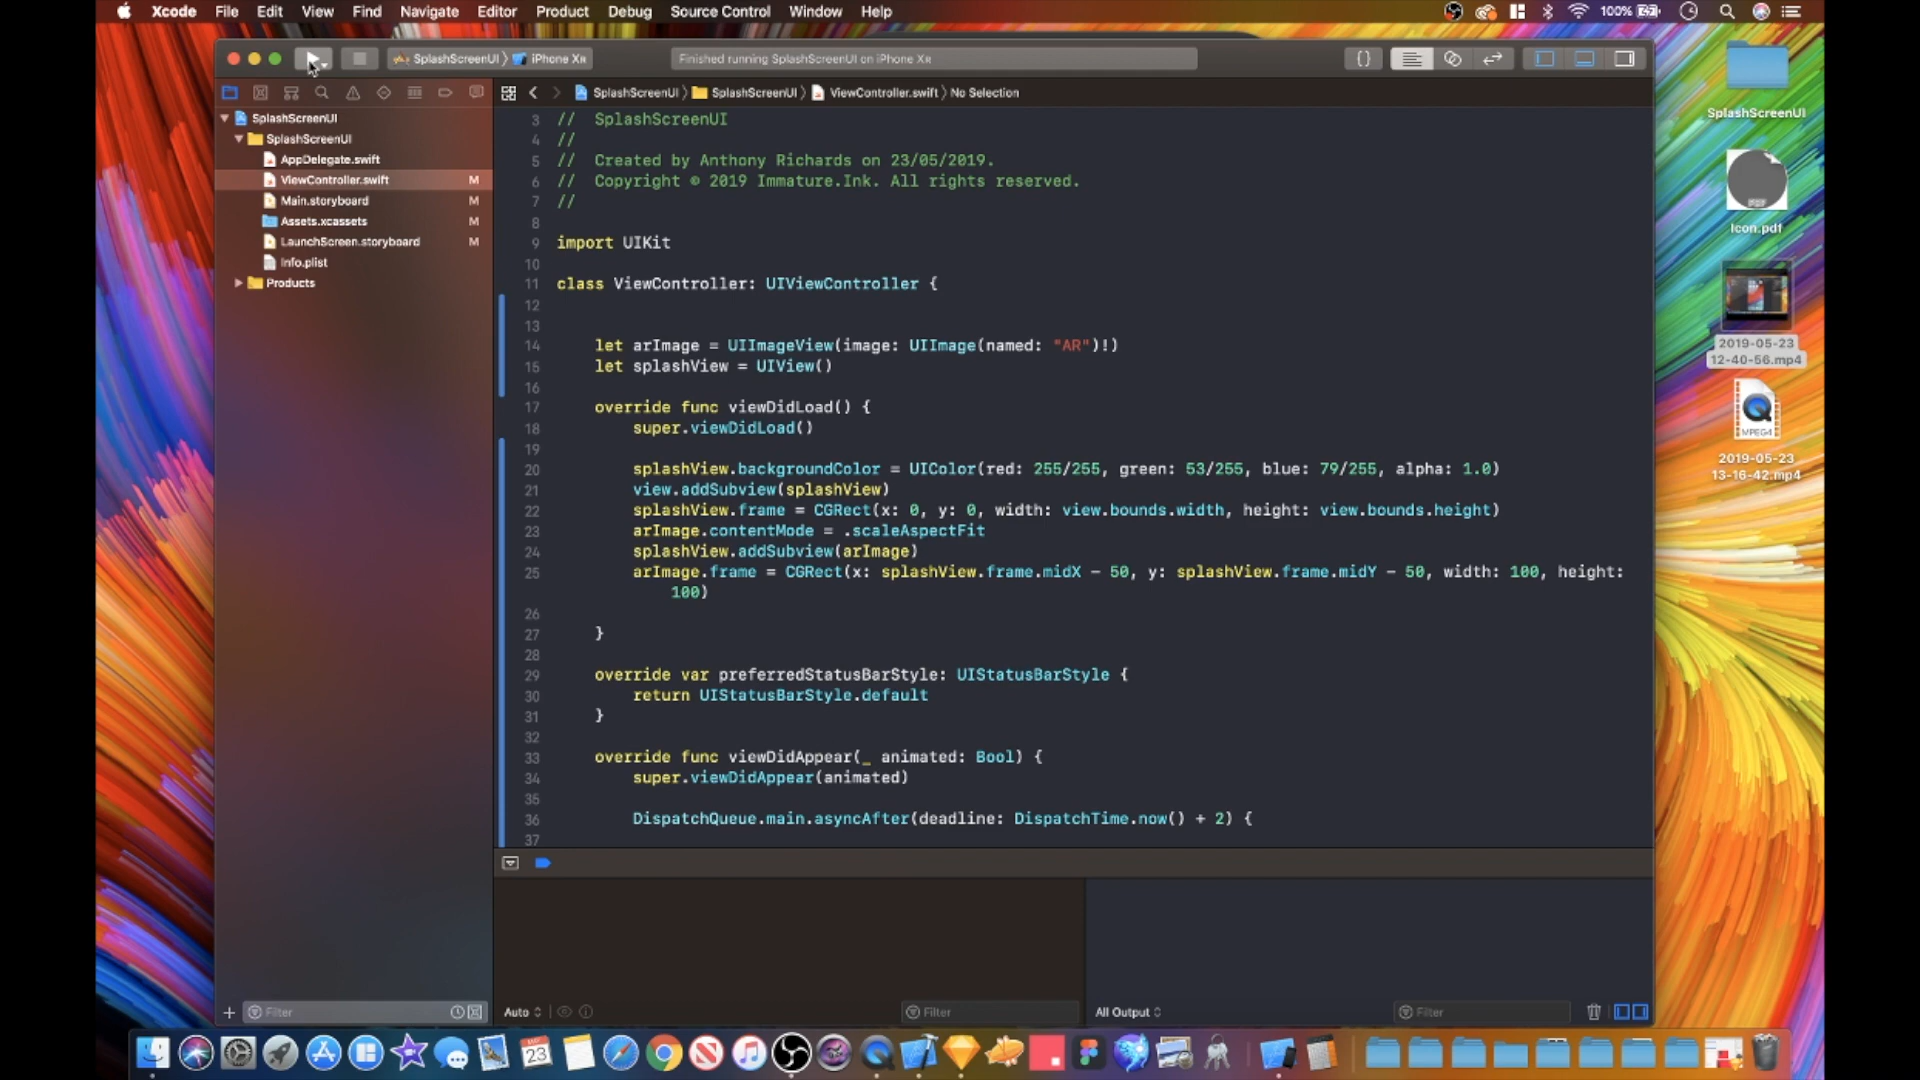 Xcode File Edit View Find Navigate Editor Product Debug Source Control Window Help 100%
SplashScreenUI iPhone XR Finished running SplashScreenUI on iPhone XR { }
SplashScreenUI SplashScreenUI ViewController.swift No Selection
SplashScreenUI
SplashScreenUI
AppDelegate.swift
ViewController.swift M
Main.storyboard M
Assets.xcassets M
LaunchScreen.storyboard M
Info.plist
Products
3 // SplashScreenUI
4 //
5 // Created by Anthony Richards on 23/05/2019.
6 // Copyright © 2019 Immature.Ink. All rights reserved.
7 //
8
9 import UIKit
10
11 class ViewController: UIViewController {
12
13
14 let arImage = UIImageView(image: UIImage(named: "AR")!)
15 let splashView = UIView()
16
17 override func viewDidLoad() {
18 super.viewDidLoad()
19
20 splashView.backgroundColor = UIColor(red: 255/255, green: 53/255, blue: 79/255, alpha: 1.0)
21 view.addSubview(splashView)
22 splashView.frame = CGRect(x: 0, y: 0, width: view.bounds.width, height: view.bounds.height)
23 arImage.contentMode = .scaleAspectFit
24 splashView.addSubview(arImage)
25 arImage.frame = CGRect(x: splashView.frame.midX - 50, y: splashView.frame.midY - 50, width: 100, height:
100)
26
27 }
28
29 override var preferredStatusBarStyle: UIStatusBarStyle {
30 return UIStatusBarStyle.default
31 }
32
33 override func viewDidAppear(_ animated: Bool) {
34 super.viewDidAppear(animated)
35
36 DispatchQueue.main.asyncAfter(deadline: DispatchTime.now() + 2) {
37
Filter
Auto
Filter
All Output
Filter
SplashScreenUI
PDF
Icon.pdf
2019-05-23
12-40-56.mp4
MPEG4
2019-05-23
13-16-42.mp4
23